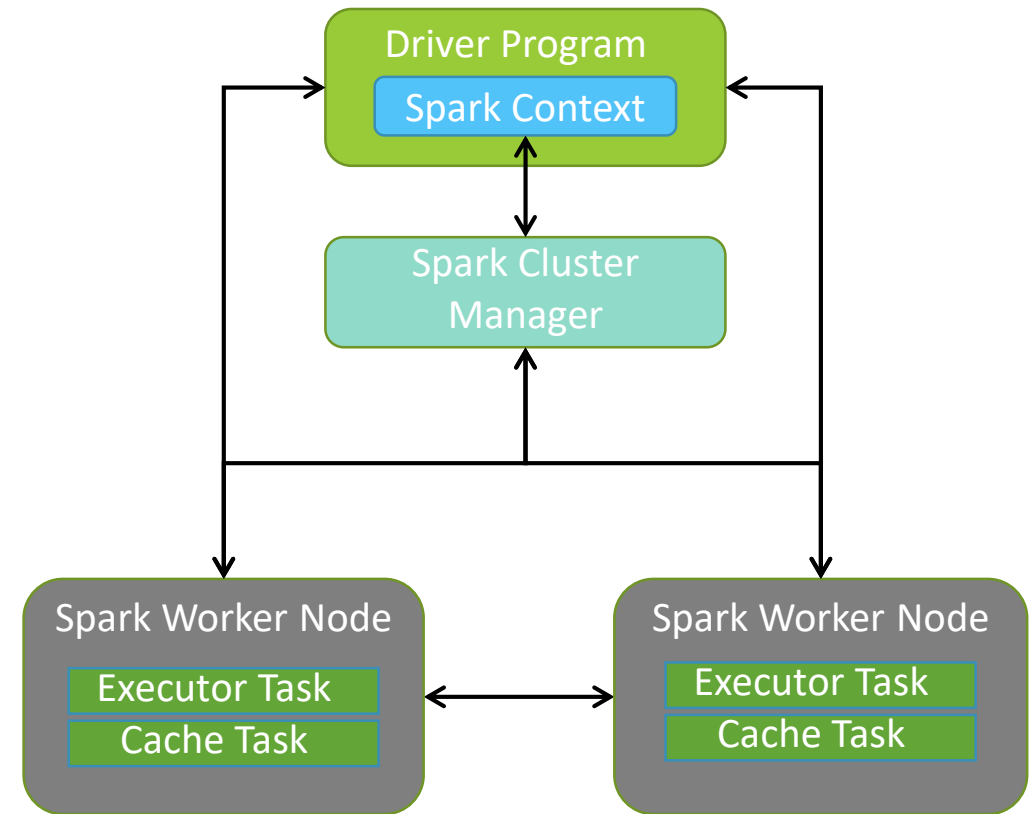 Driver Program
Spark Context
Spark Cluster
Manager
Spark Worker Node
Executor Task
Cache Task
Spark Worker Node
Executor Task
Cache Task